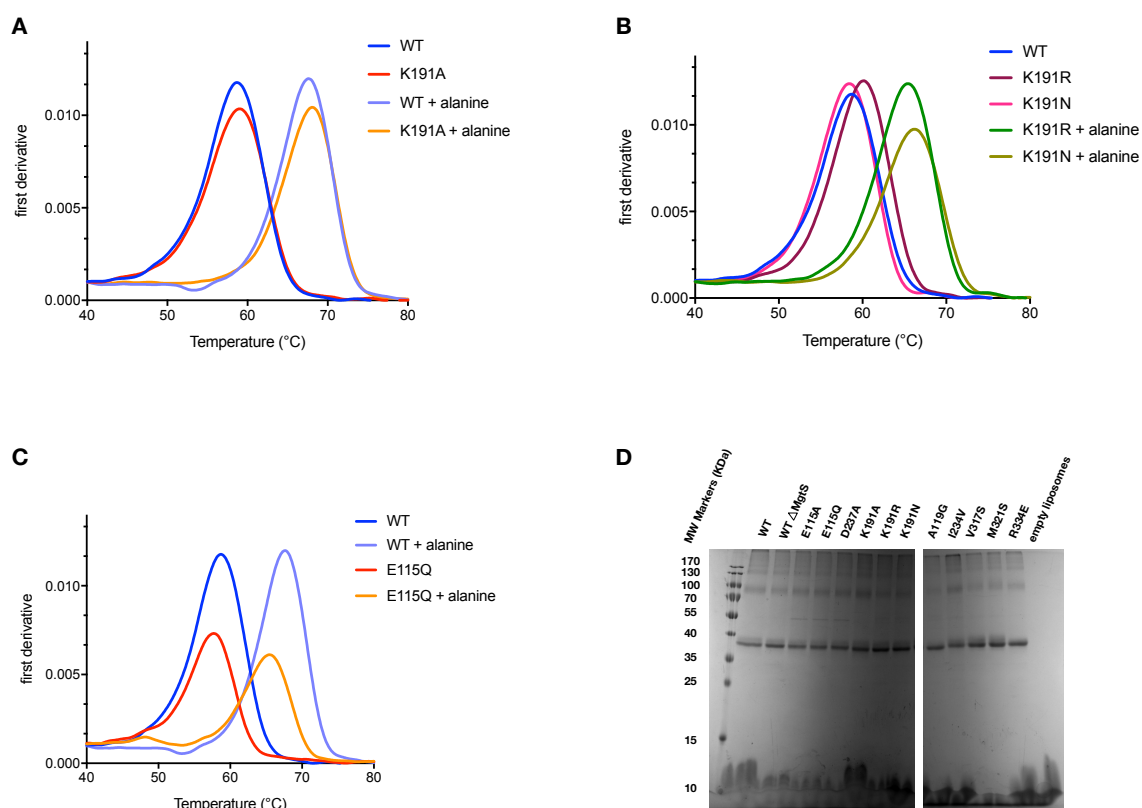 A
WT
K191A
WT + alanine
K191A + alanine
0.010
0.005
0.000
first derivative
40
50
60
70
80
Temperature (°C)
B
WT
K191R
K191N
K191R + alanine
K191N + alanine
0.010
0.005
0.000
first derivative
40
50
60
70
80
Temperature (°C)
C
WT
WT + alanine
E115Q
E115Q + alanine
0.010
0.005
0.000
first derivative
40
50
60
70
80
Temperature (°C)
D
MW Markers (KDa)
WT
WT ΔMgtS
E115A
E115Q
D237A
K191A
K191R
K191N
A119G
I234V
V317S
M321S
R334E
empty liposomes
170
130
100
70
55
40
35
25
15
10